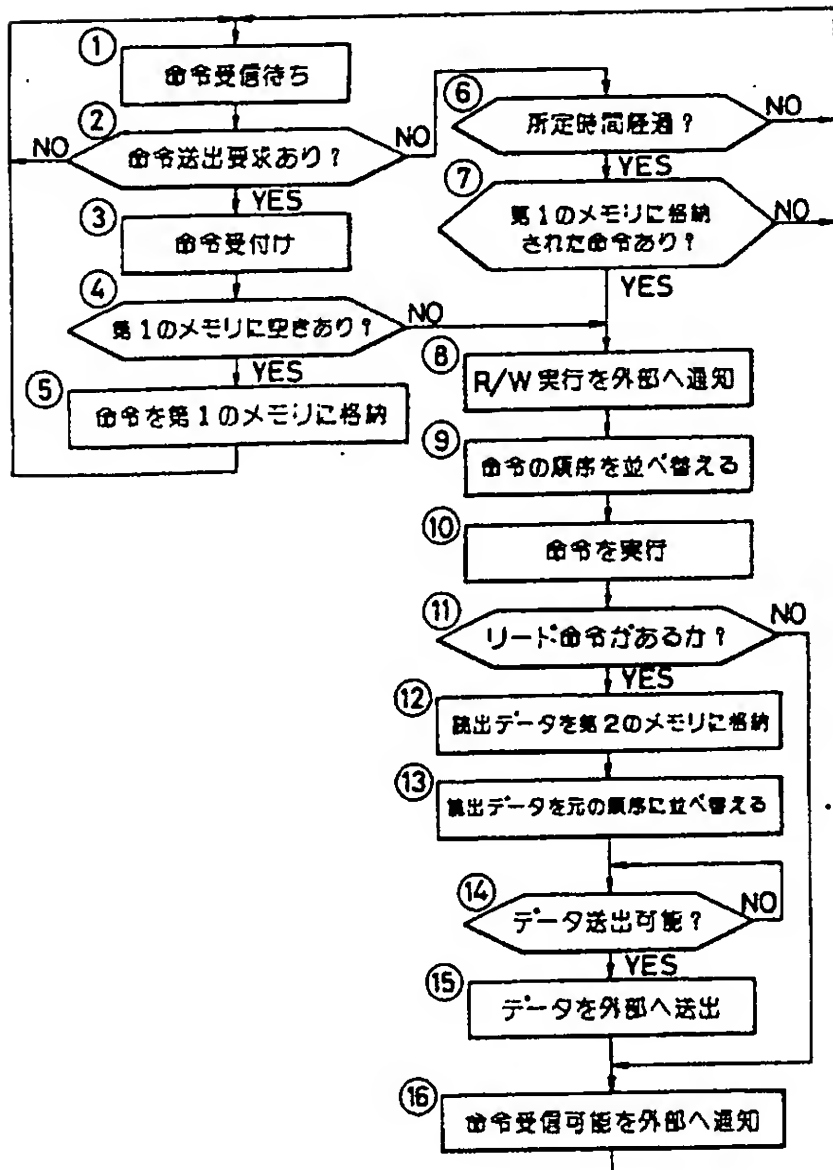 ①
命令受信待ち
②
NO
命令送出要求あり?
NO
YES
③
命令受付け
④
第1のメモリに空きあり?
NO
YES
⑤
命令を第1のメモリに格納
⑥
所定時間経過?
NO
YES
⑦
第1のメモリに格納
された命令あり?
NO
YES
⑧
R/W実行を外部へ通知
⑨
命令の順序を並べ替える
⑩
命令を実行
⑪
リード命令があるか?
NO
YES
⑫
読出データを第2のメモリに格納
⑬
読出データを元の順序に並べ替える
⑭
データ送出可能?
NO
YES
⑮
データを外部へ送出
⑯
命令受信可能を外部へ通知